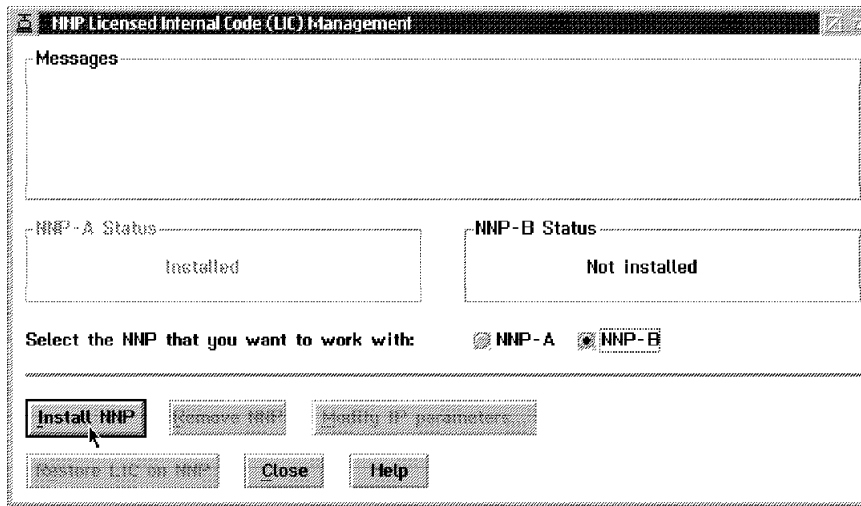 NNP Licensed Internal Code (LIC) Management
Messages
NNP-A Status
Installed
NNP-B Status
Not installed
Select the NNP that you want to work with:
NNP-A
NNP-B
Install NNP
Remove NNP
Modify IP parameters...
Restore LIC on NNP
Close
Help